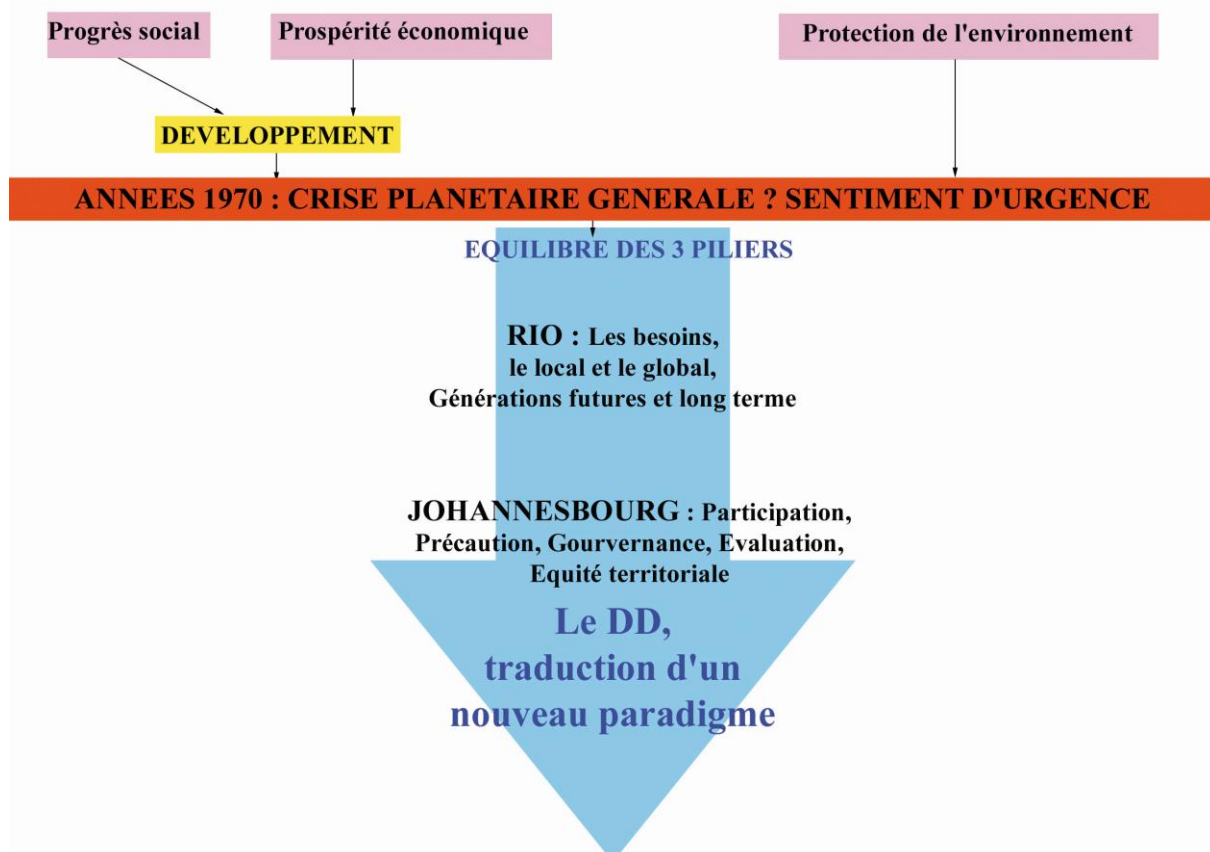 Progrès social
Prospérité économique
Protection de l'environnement
DEVELOPPEMENT
ANNEES 1970 : CRISE PLANETAIRE GENERALE ? SENTIMENT D'URGENCE
EQUILIBRE DES 3 PILIERS
RIO : Les besoins,
le local et le global,
Générations futures et long terme
JOHANNESBOURG : Participation,
Précaution, Gourvernance, Evaluation,
Equité territoriale
Le DD,
traduction d'un
nouveau paradigme